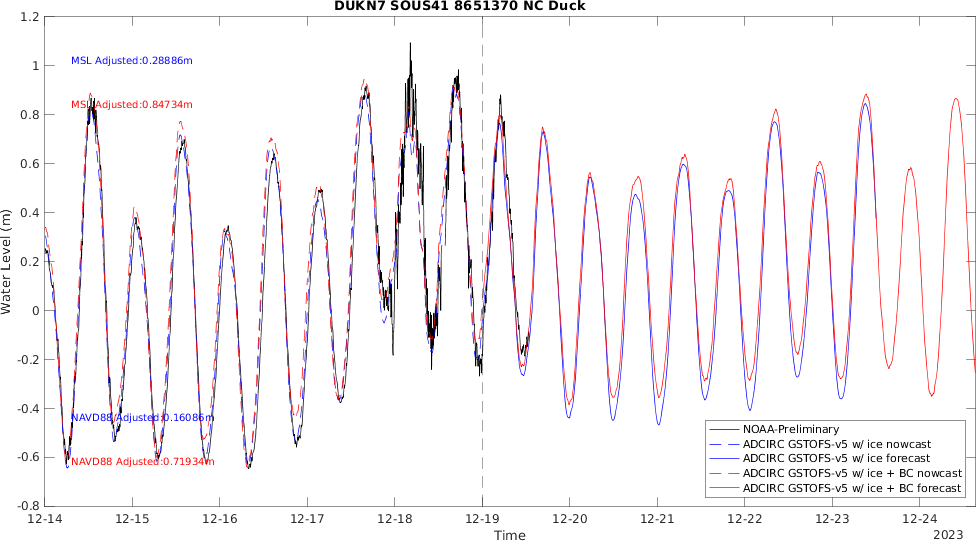 DUKN7 SOUS41 8651370 NC Duck
1.2
1
0.8
0.6
0.4
0.2
0
-0.2
-0.4
-0.6
-0.8
Water Level (m)
MSL Adjusted:0.28886m
MSL Adjusted:0.84734m
NAVD88 Adjusted:0.16086m
NAVD88 Adjusted:0.71934m
NOAA-Preliminary
ADCIRC GSTOFS-v5 w/ ice nowcast
ADCIRC GSTOFS-v5 w/ ice forecast
ADCIRC GSTOFS-v5 w/ ice + BC nowcast
ADCIRC GSTOFS-v5 w/ ice + BC forecast
12-14 12-15 12-16 12-17 12-18 12-19 12-20 12-21 12-22 12-23 12-24
Time
2023